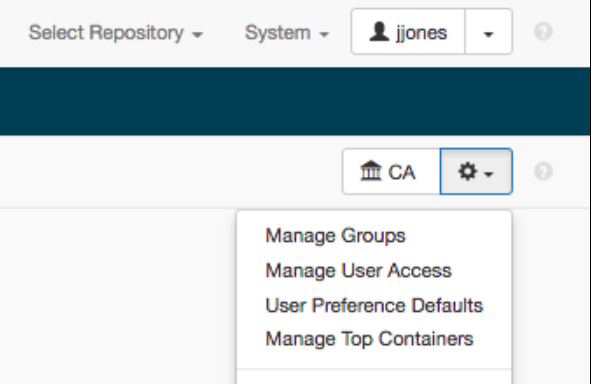 Select Repository System jjones
CA
Manage Groups
Manage User Access
User Preference Defaults
Manage Top Containers